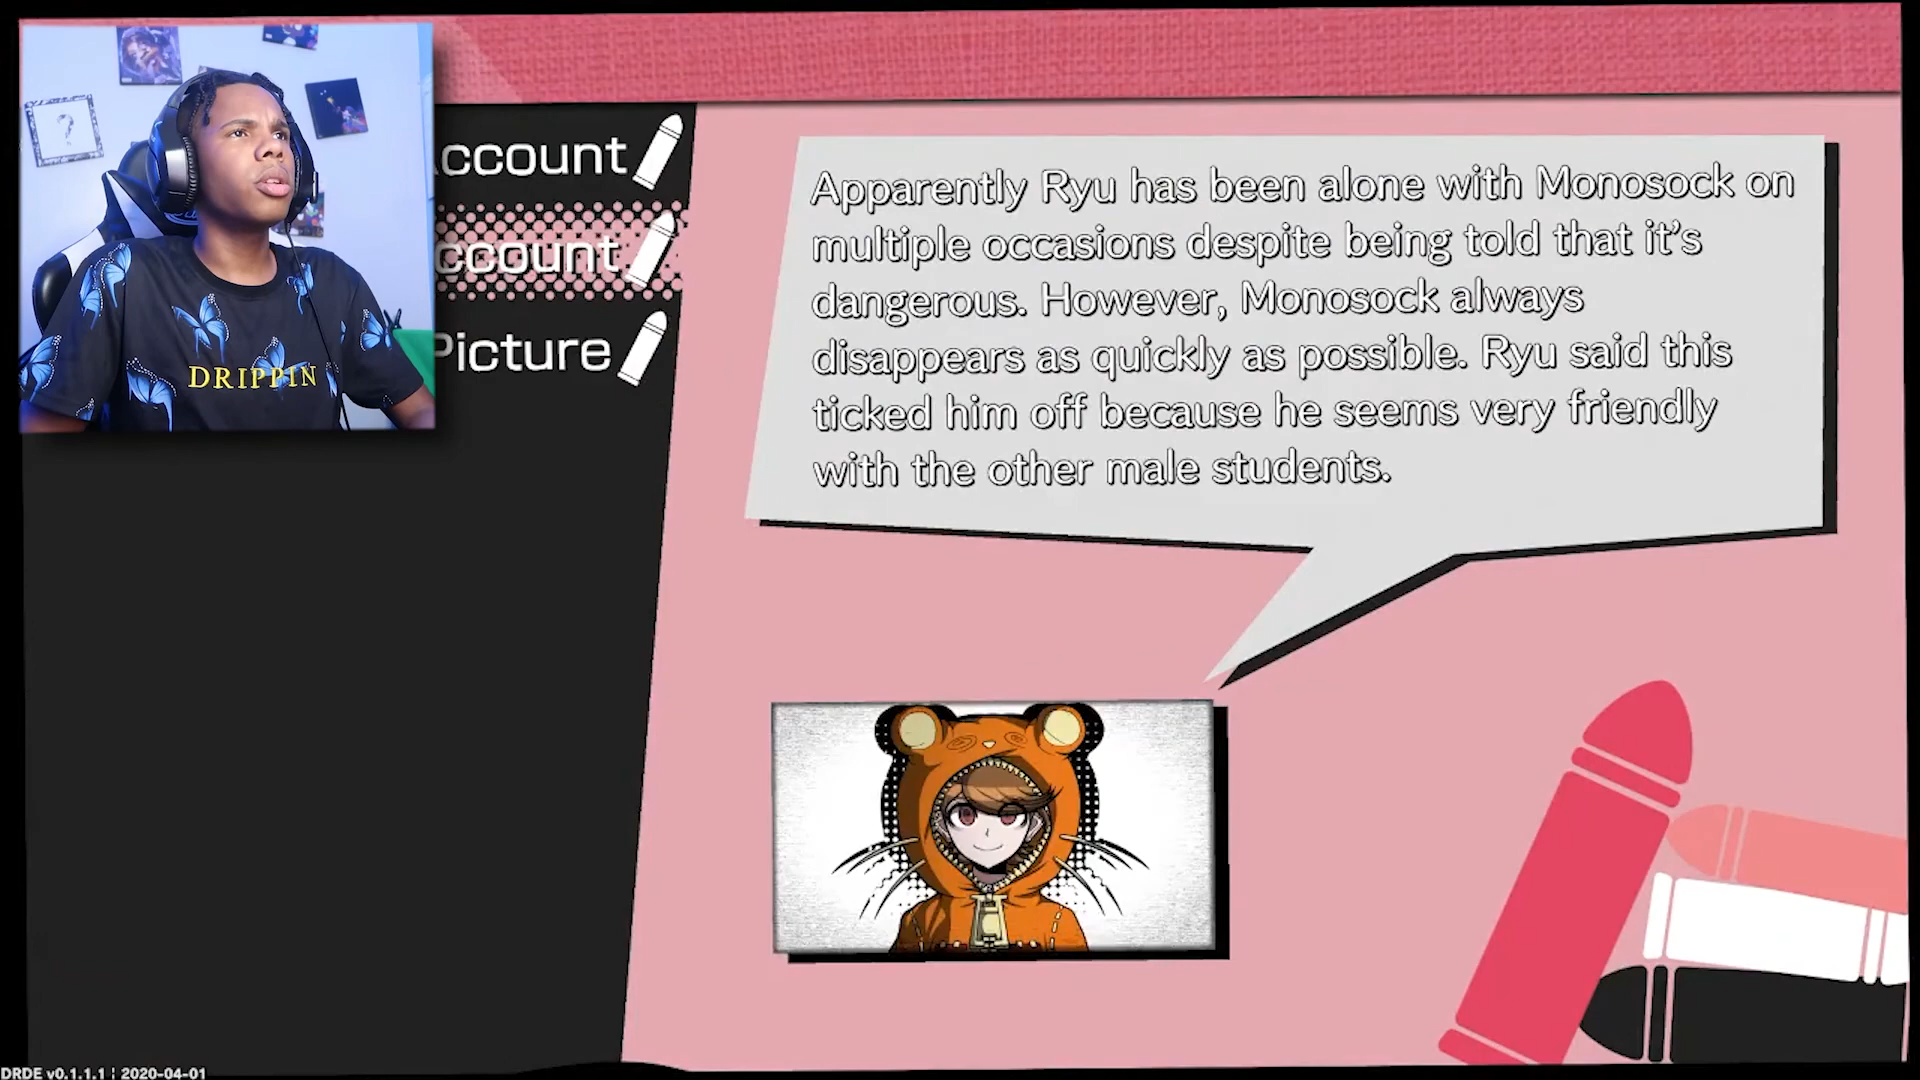 ?
DRIPPIN
ccount
ccount
Picture
Apparently Ryu has been alone with Monosock on
multiple occasions despite being told that it's
dangerous. However, Monosock always
disappears as quickly as possible. Ryu said this
ticked him off because he seems very friendly
with the other male students.
DRDE v0.1.1.1 ¦ 2020-04-01